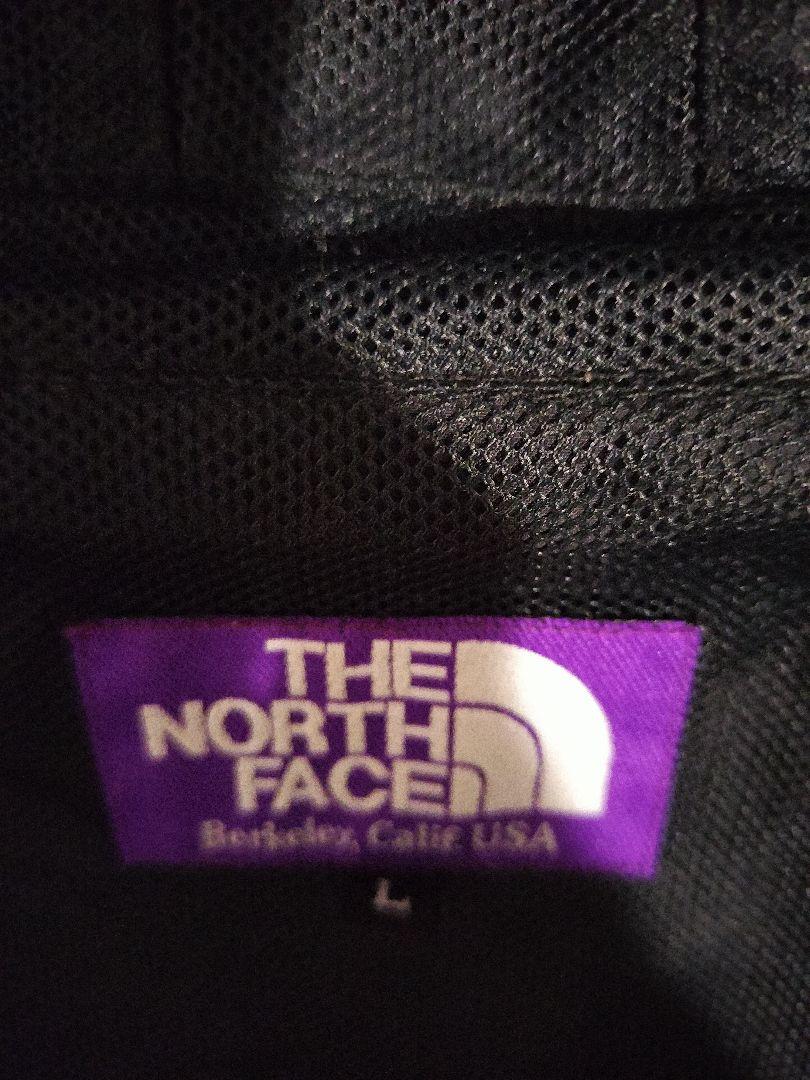 THE
NORTH
FACE
Berkeley, Calif USA
L